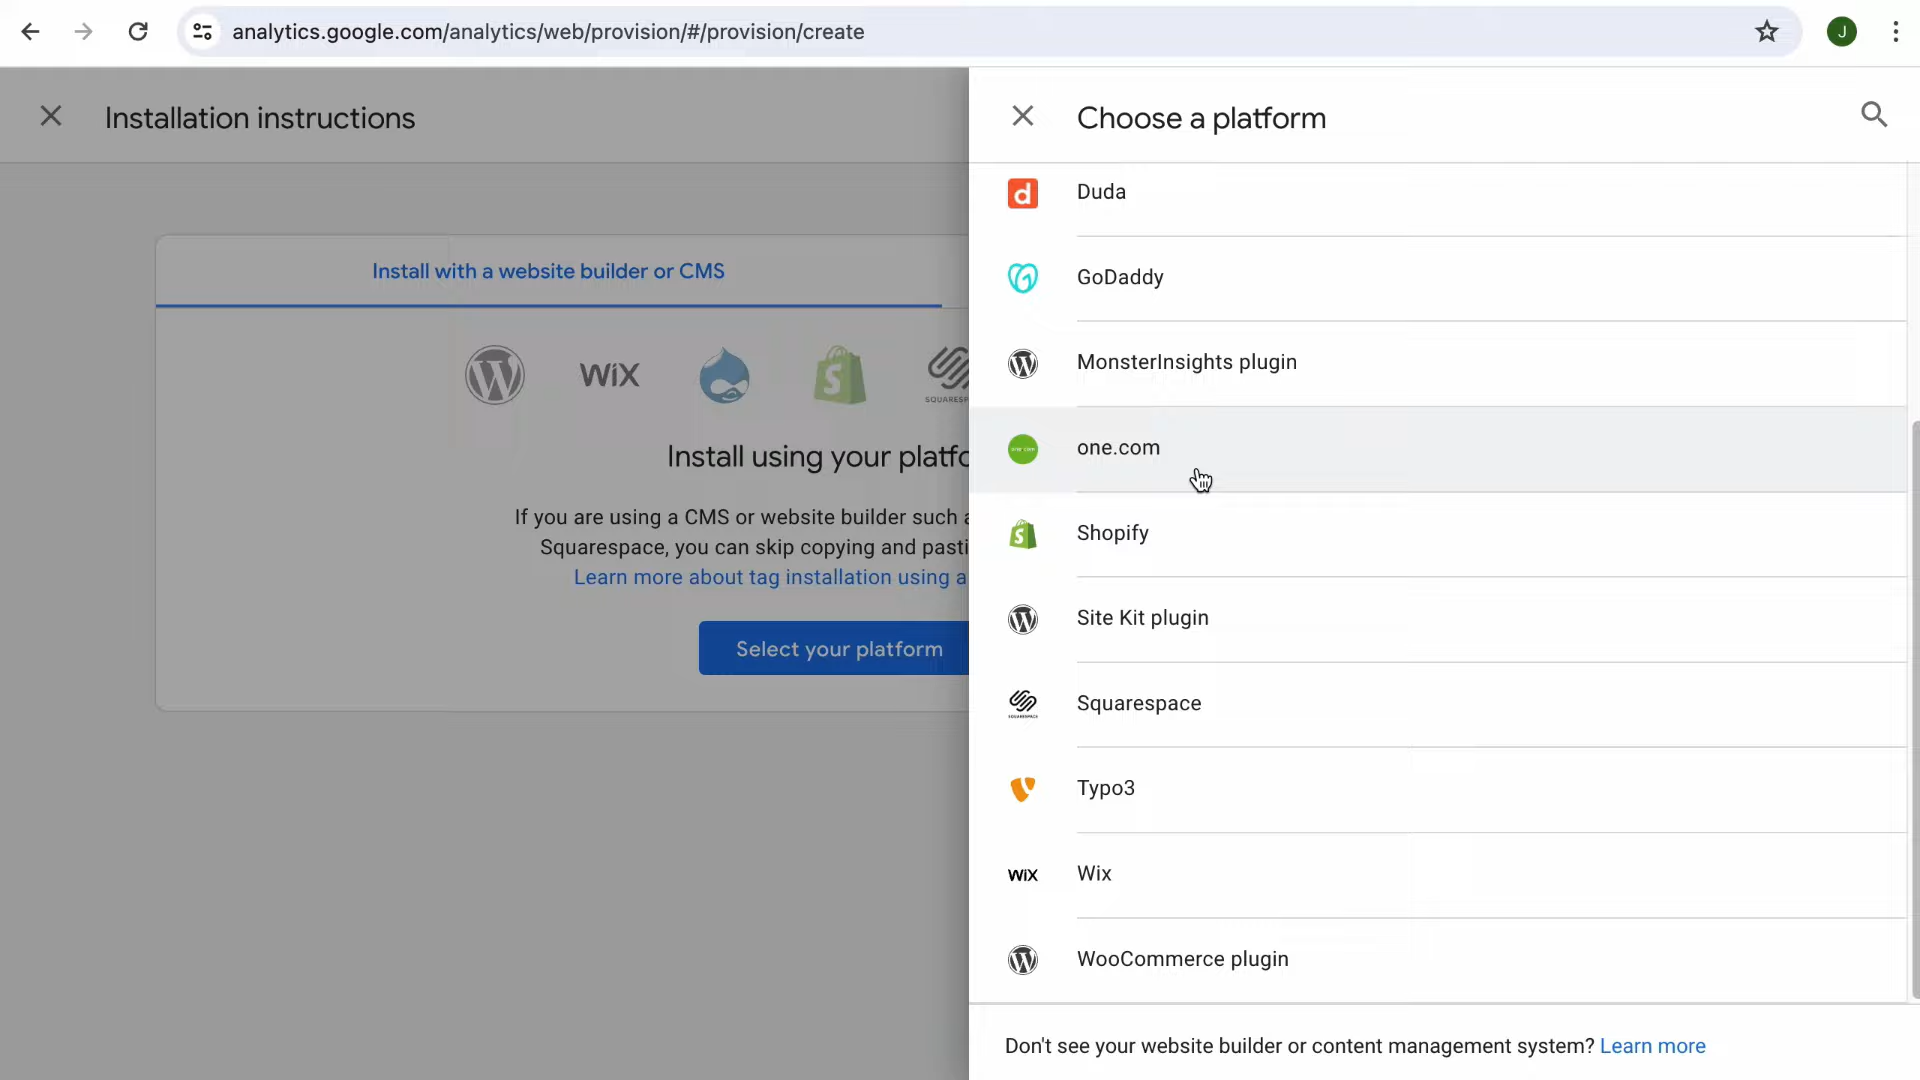 analytics.google.com/analytics/web/provision/#/provision/create
J
Installation instructions
Install with a website builder or CMS
WiX
SQUARESP
Install using your platfo
If you are using a CMS or website builder such a
Squarespace, you can skip copying and pasti
Learn more about tag installation using a
Select your platform
Choose a platform
Duda
GoDaddy
MonsterInsights plugin
one.com
Shopify
Site Kit plugin
Squarespace
Typo3
WiX
Wix
WooCommerce plugin
Don't see your website builder or content management system? Learn more